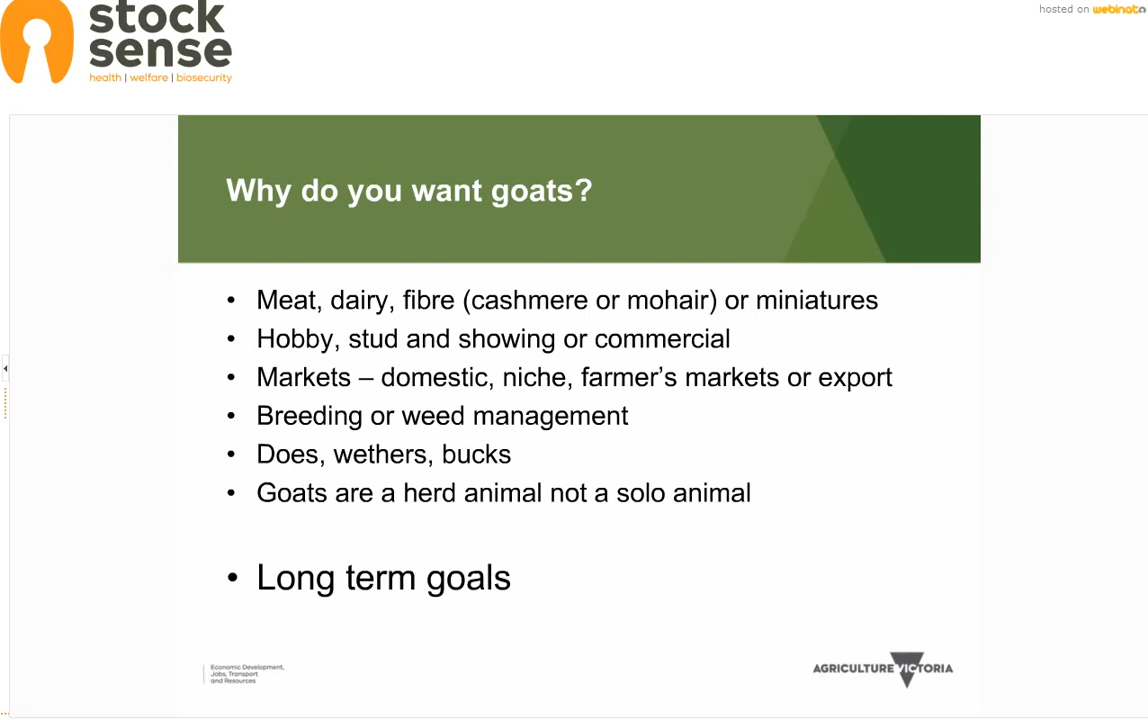 stock
sense
health | welfare | biosecurity
hosted on webinato
Why do you want goats?
• Meat, dairy, fibre (cashmere or mohair) or miniatures
• Hobby, stud and showing or commercial
• Markets – domestic, niche, farmer's markets or export
• Breeding or weed management
• Does, wethers, bucks
• Goats are a herd animal not a solo animal
• Long term goals
Economic Development,
Jobs, Transport
and Resources
AGRICULTURE VICTORIA